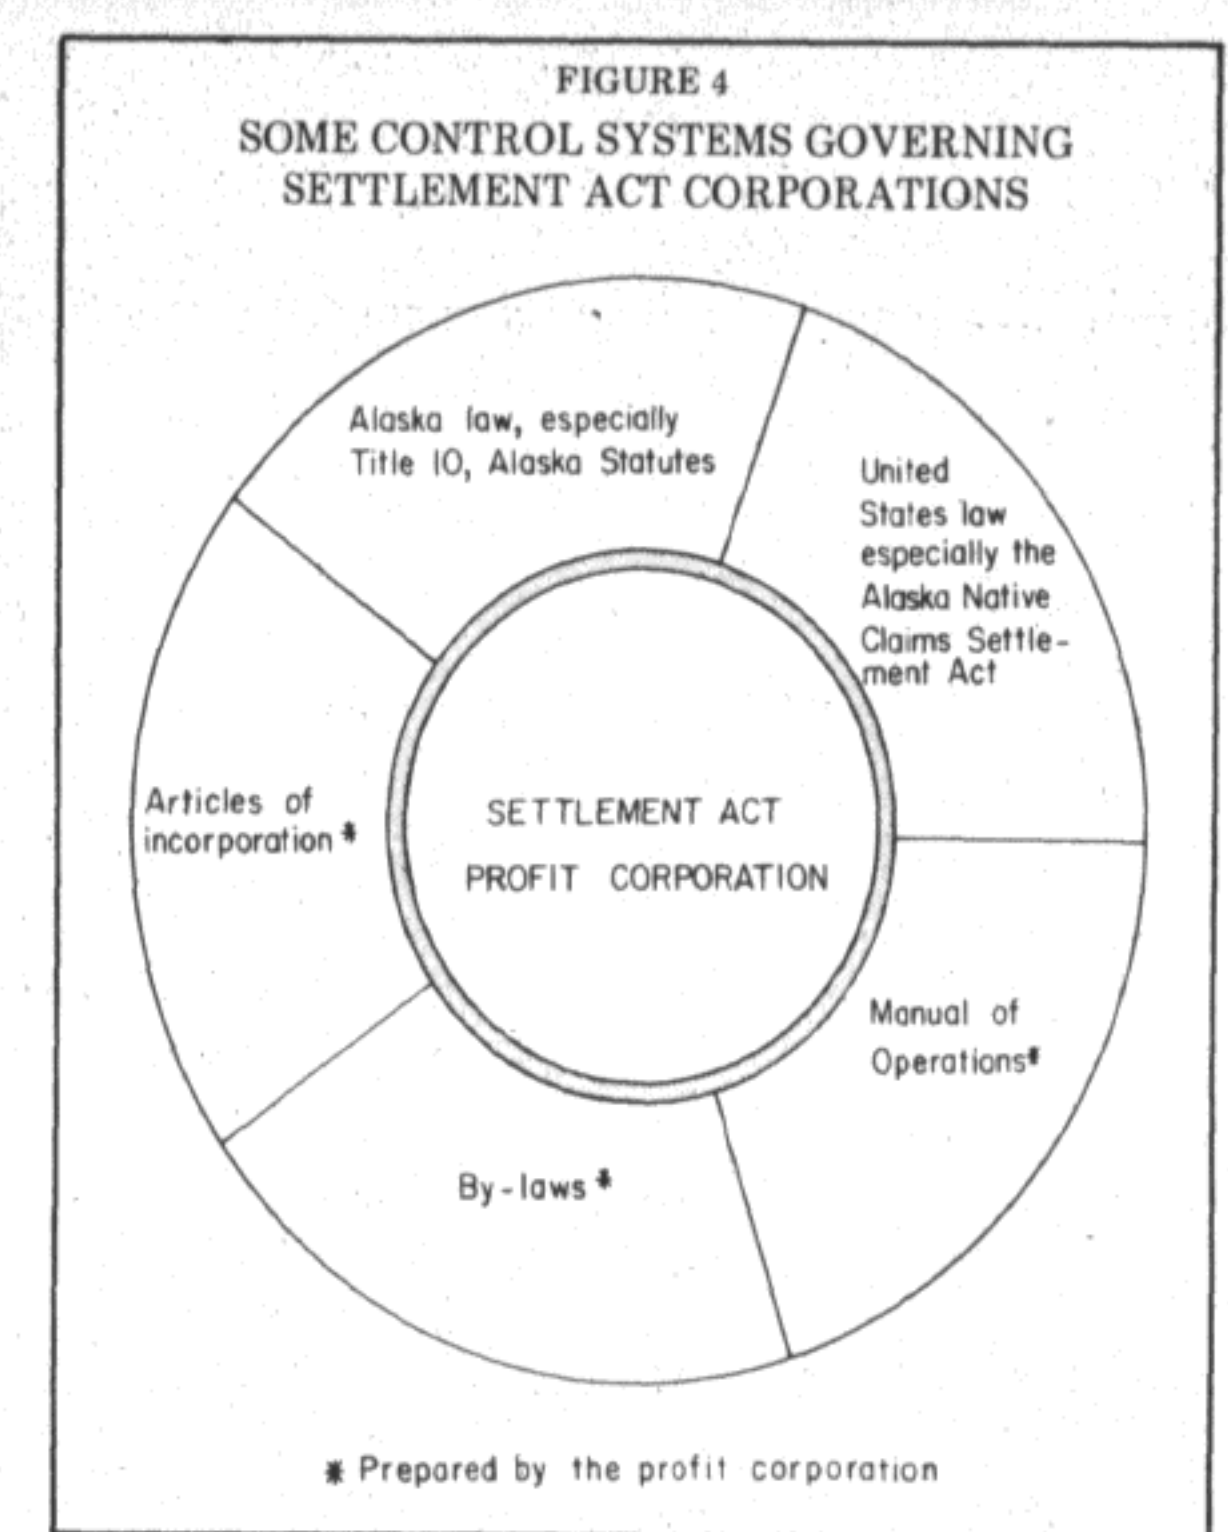 FIGURE 4
SOME CONTROL SYSTEMS GOVERNING
SETTLEMENT ACT CORPORATIONS
Alaska law, especially
Title 10, Alaska Statutes
United
States law
especially the
Alaska Native
Claims Settle-
ment Act
Articles of
incorporation *
SETTLEMENT ACT
PROFIT CORPORATION
Manual of
Operations*
By-laws *
* Prepared by the profit corporation